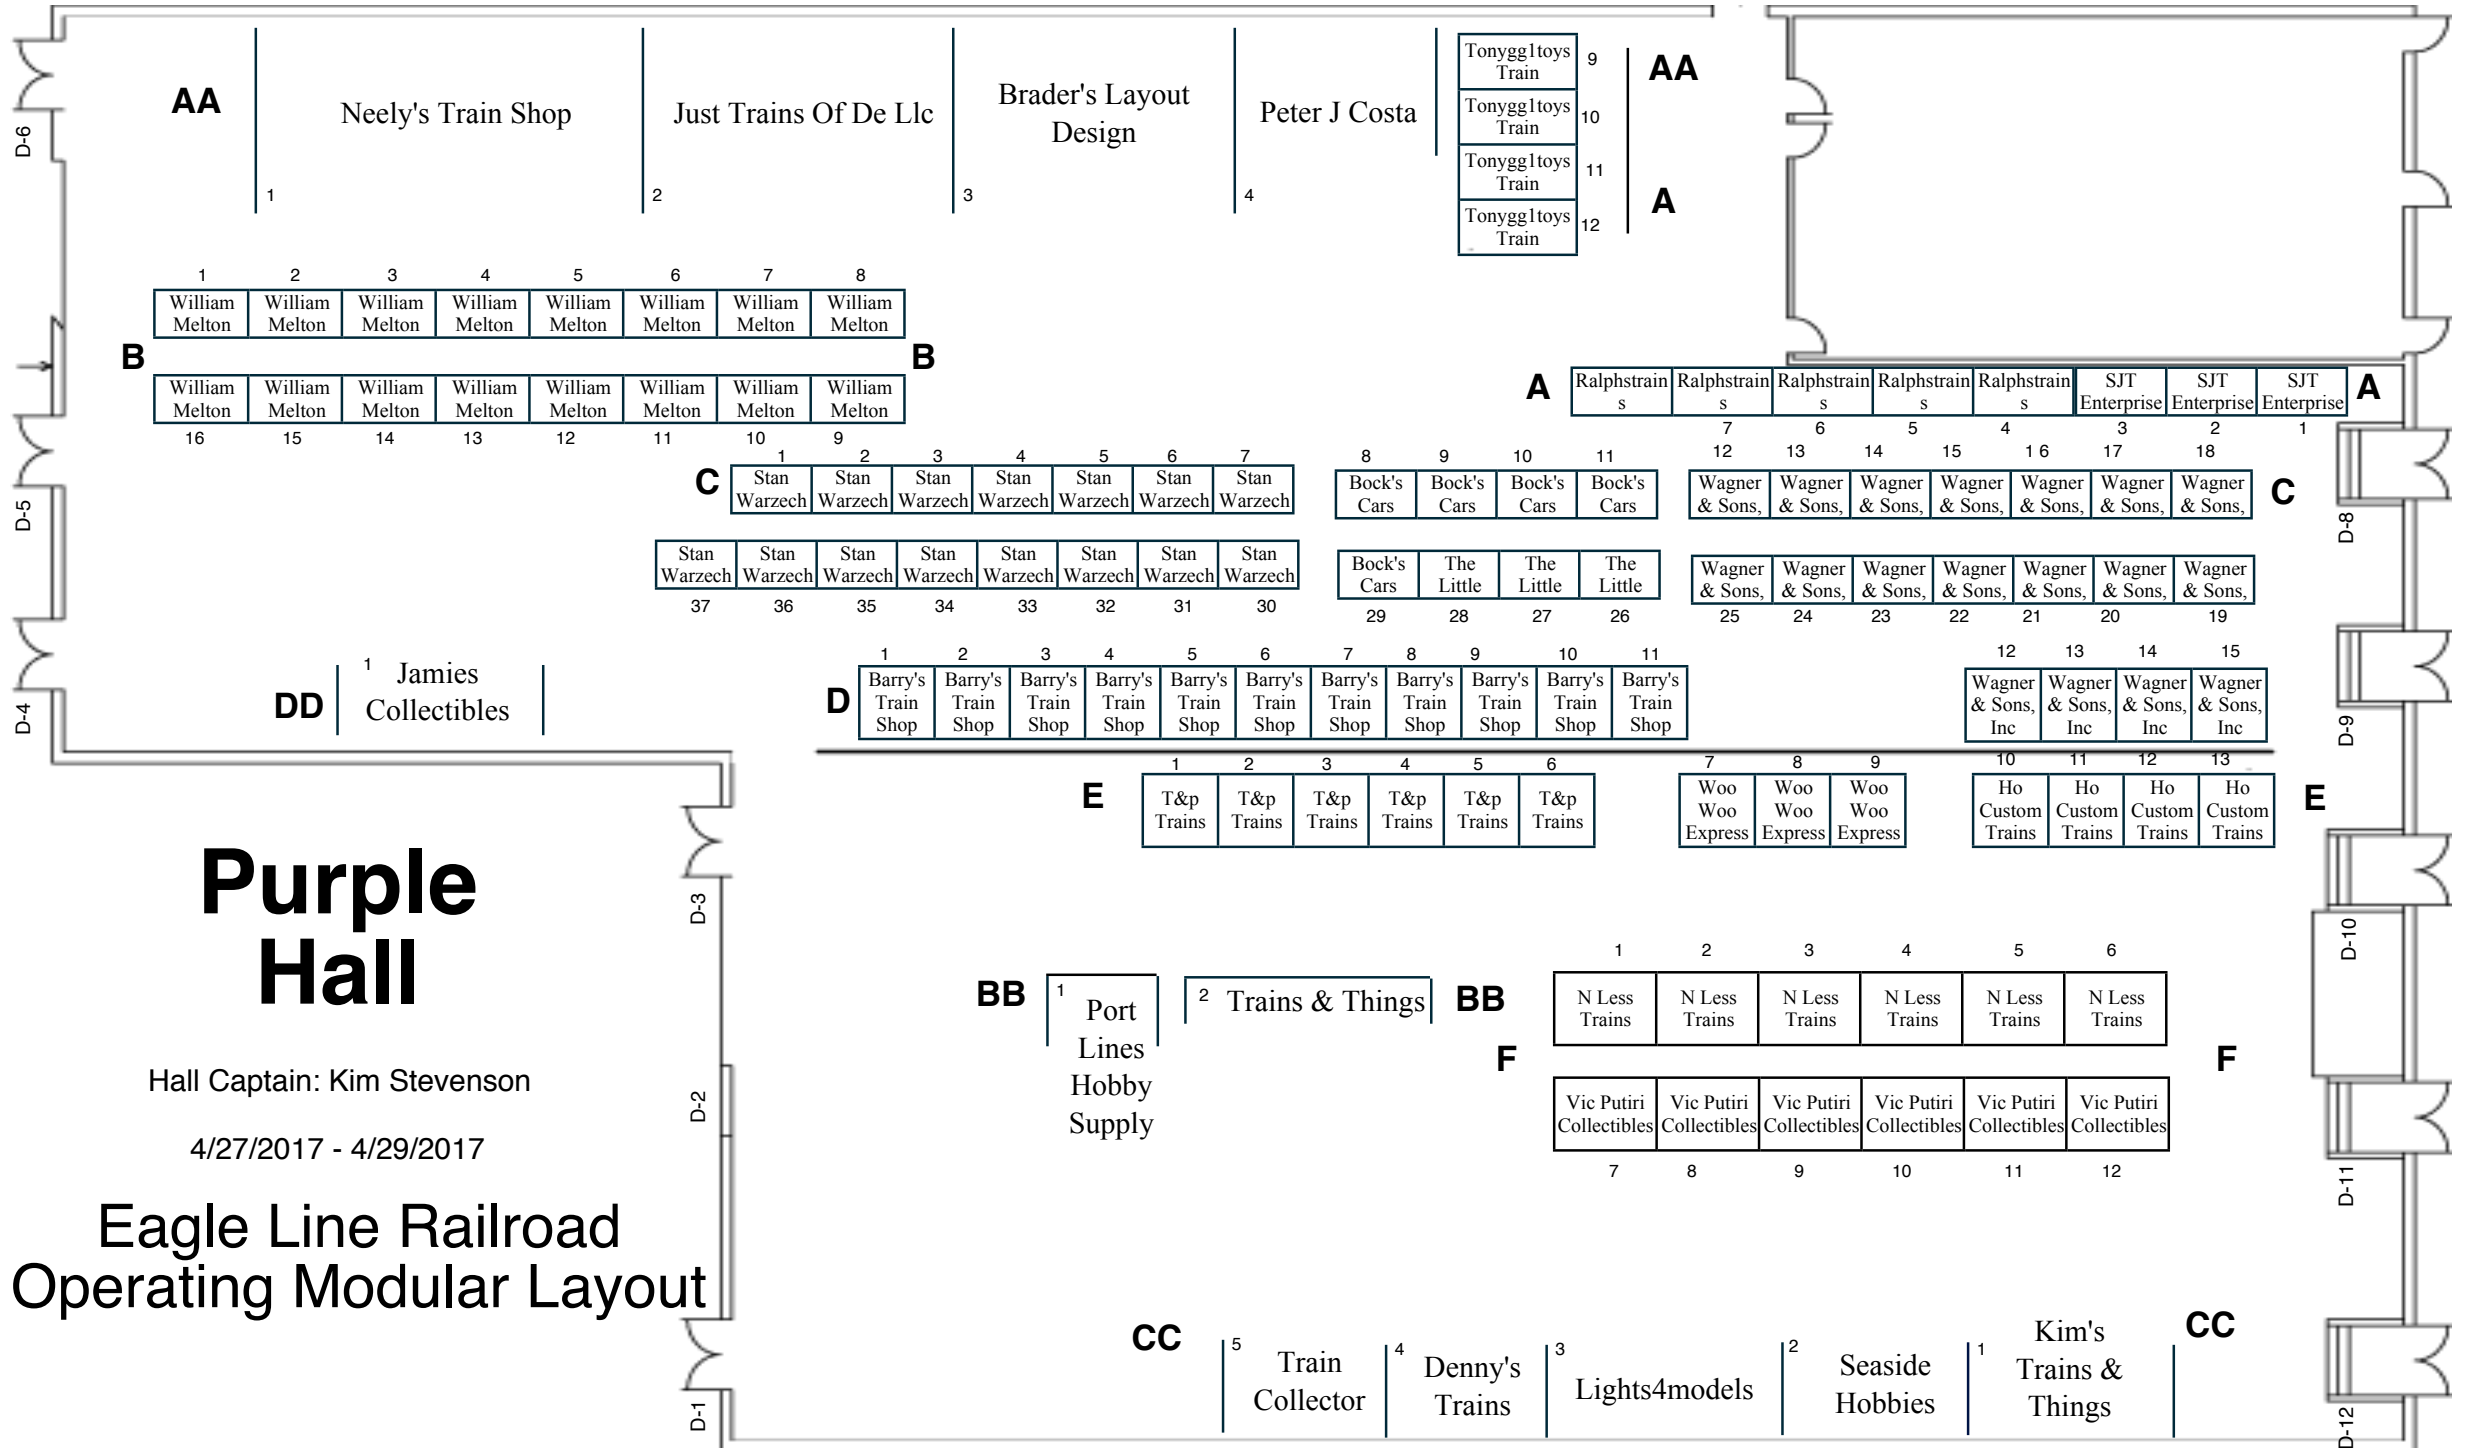 AA
Neely's Train Shop
1
Just Trains Of De Llc
2
Brader's Layout
Design
3
Peter J Costa
4
Tonygg1toys
Train
9
Tonygg1toys
Train
10
Tonygg1toys
Train
11
Tonygg1toys
Train
12
AA
A
D-6
1 2 3 4 5 6 7 8
William William William William William William William William
Melton Melton Melton Melton Melton Melton Melton Melton
B B
William William William William William William William William
Melton Melton Melton Melton Melton Melton Melton Melton
16 15 14 13 12 11 10 9
A
Ralphstrain Ralphstrain Ralphstrain Ralphstrain Ralphstrain SJT SJT SJT
s s s s s Enterprise Enterprise Enterprise
A
7 6 5 4 3 2 1
D-5
C
1 2 3 4 5 6 7
Stan Stan Stan Stan Stan Stan Stan
Warzech Warzech Warzech Warzech Warzech Warzech Warzech
8 9 10 11
Bock's Bock's Bock's Bock's
Cars Cars Cars Cars
12 13 14 15 1 6 17 18
Wagner Wagner Wagner Wagner Wagner Wagner Wagner
& Sons, & Sons, & Sons, & Sons, & Sons, & Sons, & Sons,
C
D-8
Stan Stan Stan Stan Stan Stan Stan Stan
Warzech Warzech Warzech Warzech Warzech Warzech Warzech Warzech
37 36 35 34 33 32 31 30
Bock's The The The
Cars Little Little Little
29 28 27 26
Wagner Wagner Wagner Wagner Wagner Wagner Wagner
& Sons, & Sons, & Sons, & Sons, & Sons, & Sons, & Sons,
25 24 23 22 21 20 19
D-4
DD
1 Jamies
Collectibles
D
1 2 3 4 5 6 7 8 9 10 11
Barry's Barry's Barry's Barry's Barry's Barry's Barry's Barry's Barry's Barry's Barry's
Train Train Train Train Train Train Train Train Train Train Train
Shop Shop Shop Shop Shop Shop Shop Shop Shop Shop Shop
12 13 14 15
Wagner Wagner Wagner Wagner
& Sons, & Sons, & Sons, & Sons,
Inc Inc Inc Inc
D-9
E
1 2 3 4 5 6
T&p T&p T&p T&p T&p T&p
Trains Trains Trains Trains Trains Trains
7 8 9
Woo Woo Woo
Woo Woo Woo
Express Express Express
10 11 12 13
Ho Ho Ho Ho
Custom Custom Custom Custom
Trains Trains Trains Trains
E
Purple
Hall
Hall Captain: Kim Stevenson
4/27/2017 - 4/29/2017
Eagle Line Railroad
Operating Modular Layout
D-3
D-2
D-1
BB
1
Port
Lines
Hobby
Supply
2 Trains & Things
BB
1 2 3 4 5 6
N Less N Less N Less N Less N Less N Less
Trains Trains Trains Trains Trains Trains
F F
Vic Putiri Vic Putiri Vic Putiri Vic Putiri Vic Putiri Vic Putiri
Collectibles Collectibles Collectibles Collectibles Collectibles Collectibles
7 8 9 10 11 12
D-10
D-11
CC
5
Train
Collector
4
Denny's
Trains
3
Lights4models
2
Seaside
Hobbies
1
Kim's
Trains &
Things
CC
D-12